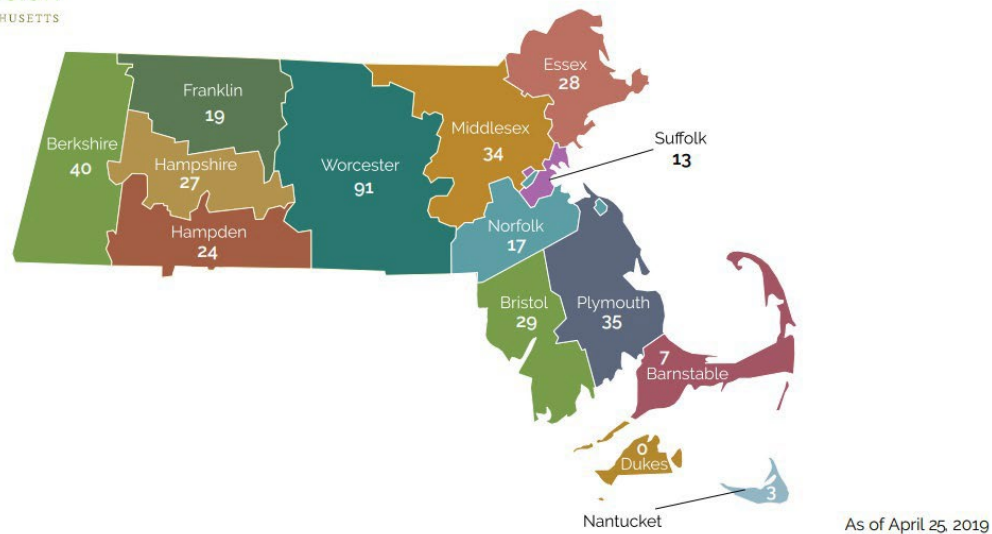 HUSETTS
Essex
28
Franklin
19
Middlesex
34
Suffolk
13
Berkshire
40
Hampshire
27
Worcester
91
Norfolk
17
Hampden
24
Bristol
29
Plymouth
35
7
Barnstable
0
Dukes
3
Nantucket
As of April 25, 2019